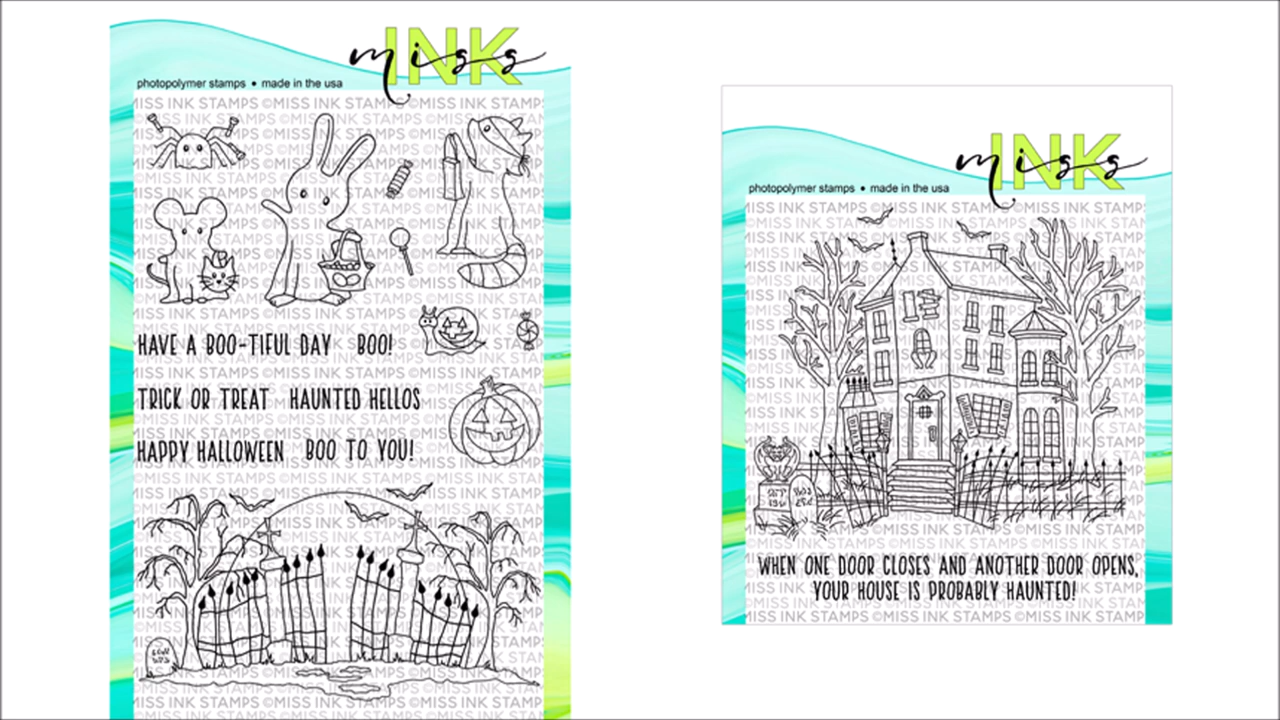 miss INK
photopolymer stamps • made in the usa
HAVE A BOO-TIFUL DAY BOO!
TRICK OR TREAT HAUNTED HELLOS
HAPPY HALLOWEEN BOO TO YOU!
miss INK
photopolymer stamps • made in the usa
WHEN ONE DOOR CLOSES AND ANOTHER DOOR OPENS,
YOUR HOUSE IS PROBABLY HAUNTED!